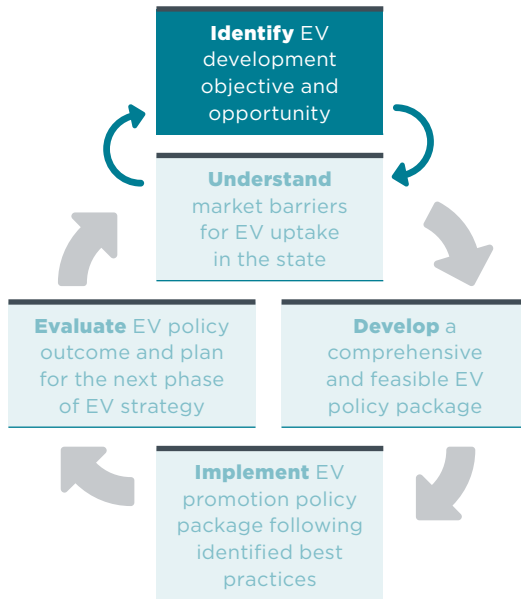 Identify EV
development
objective and
opportunity
Understand
market barriers
for EV uptake
in the state
Evaluate EV policy
outcome and plan
for the next phase
of EV strategy
Develop a
comprehensive
and feasible EV
policy package
Implement EV
promotion policy
package following
identified best
practices